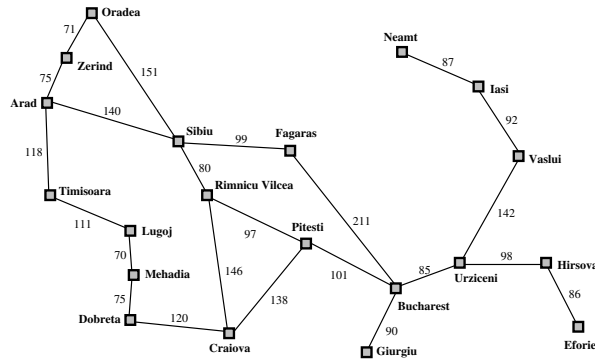 Oradea
71
Neamt
Zerind
87
75
151
Iasi
Arad
140
92
Sibiu
Fagaras
99
118
Vaslui
80
Timisoara
Rimnicu Vilcea
111
Lugoj
97
Pitesti
211
142
70
98
Hirsova
Mehadia
146
101
85
Urziceni
75
138
86
Bucharest
120
Dobreta
90
Craiova
Eforie
Giurgiu